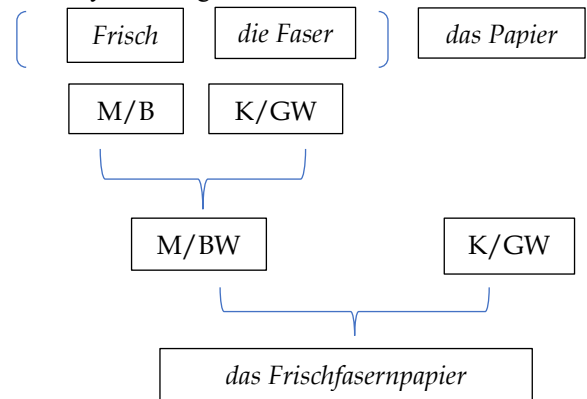 Frisch die Faser das Papier
M/B K/GW
M/BW K/GW
das Frischfasernpapier